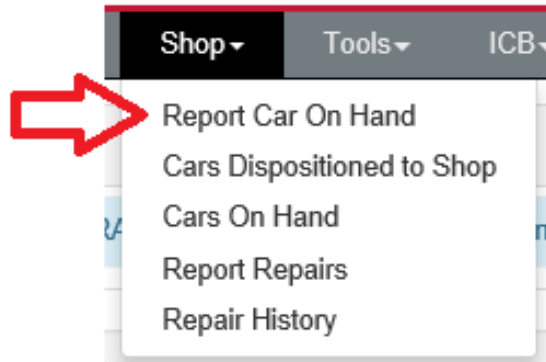 Shop Tools ICB
Report Car On Hand
Cars Dispositioned to Shop
Cars On Hand
Report Repairs
Repair History